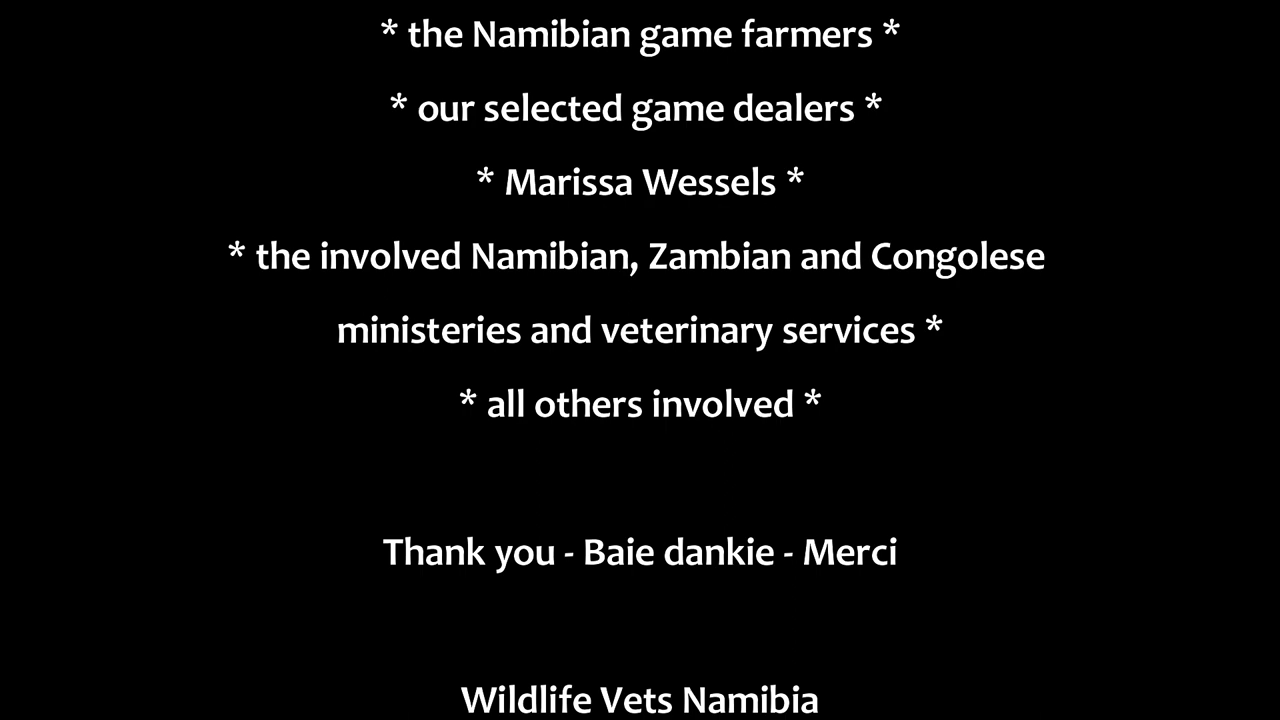 * the Namibian game farmers *
* our selected game dealers *
* Marissa Wessels *
* the involved Namibian, Zambian and Congolese
ministeries and veterinary services *
* all others involved *
Thank you - Baie dankie - Merci
Wildlife Vets Namibia